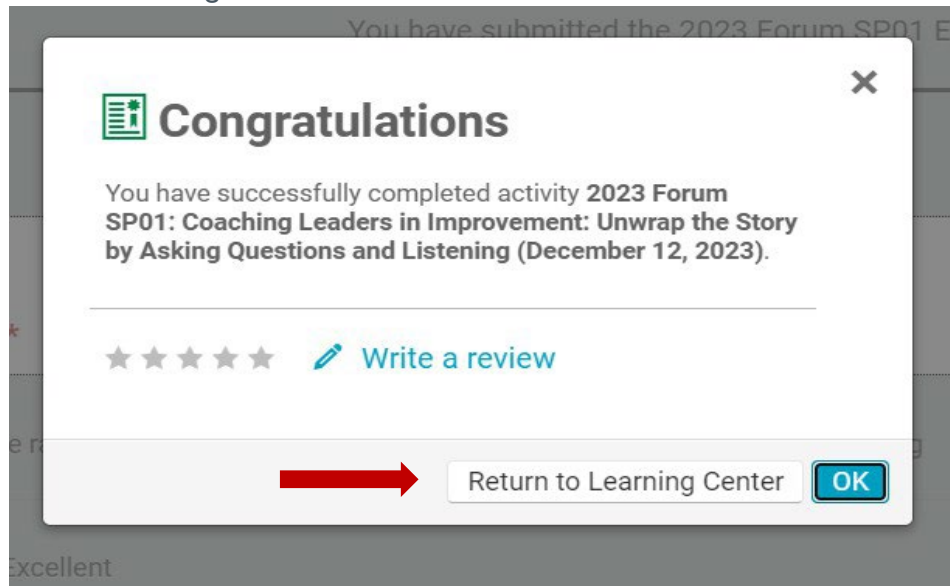 You have submitted the 2023 Forum SP01 E
Congratulations
You have successfully completed activity 2023 Forum
SP01: Coaching Leaders in Improvement: Unwrap the Story
by Asking Questions and Listening (December 12, 2023).
*
Write a review
Return to Learning Center
OK
Excellent